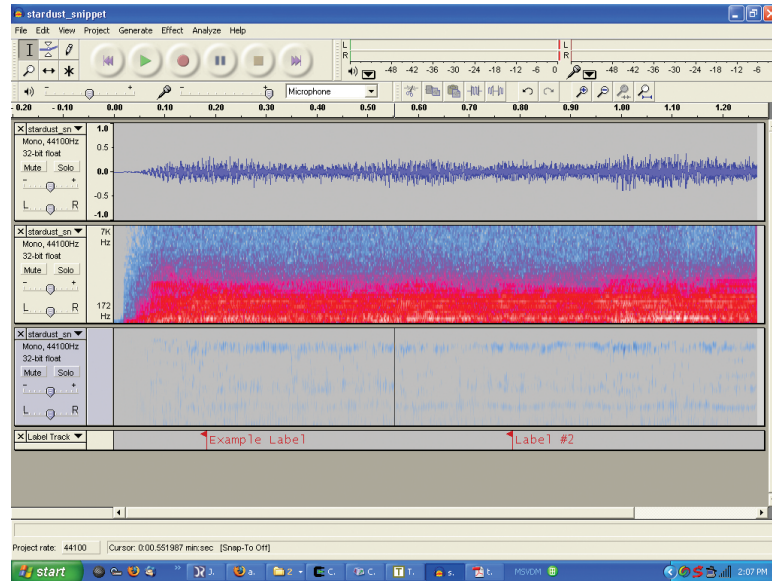 stardust_snippet
File Edit View Project Generate Effect Analyze Help
L
R
-48 -42 -36 -30 -24 -18 -12 -6 0
L
R
-48 -42 -36 -30 -24 -18 -12 -6
- + - + Microphone
- 0.20 - 0.10 0.00 0.10 0.20 0.30 0.40 0.50 0.60 0.70 0.80 0.90 1.00 1.10 1.20
stardust_sn
Mono, 44100Hz
32-bit float
Mute Solo
- +
L R
1.0
0.5
0.0
-0.5
-1.0
stardust_sn
Mono, 44100Hz
32-bit float
Mute Solo
- +
L R
7K
Hz
172
Hz
stardust_sn
Mono, 44100Hz
32-bit float
Mute Solo
- +
L R
Label Track
Example Label
Label #2
Project rate: 44100 Cursor: 0:00.551987 min:sec [Snap-To Off]
start J. a. 2 C. C. T. s. t. MSVDM 2:07 PM